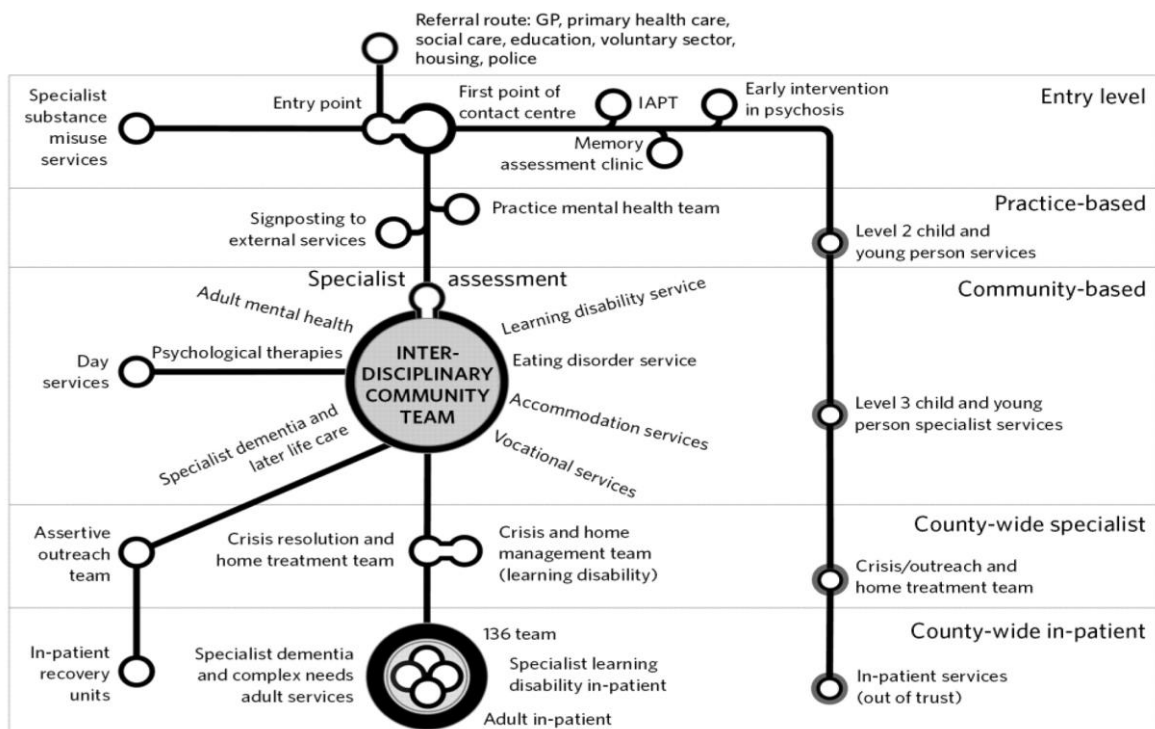 Referral route: GP, primary health care,
social care, education, voluntary sector,
housing, police
Entry level
Specialist
substance
misuse
services
Entry point
First point of
contact centre
IAPT
Memory
assessment clinic
Early intervention
in psychosis
Practice-based
Signposting to
external services
Practice mental health team
Level 2 child and
young person services
Community-based
Specialist assessment
Adult mental health
Learning disability service
Day
services
Psychological therapies
INTER-
DISCIPLINARY
COMMUNITY
TEAM
Eating disorder service
Accommodation services
Vocational services
Specialist dementia and
later life care
Level 3 child and young
person specialist services
County-wide specialist
Assertive
outreach
team
Crisis resolution and
home treatment team
Crisis and home
management team
(learning disability)
Crisis/outreach and
home treatment team
County-wide in-patient
In-patient
recovery
units
Specialist dementia
and complex needs
adult services
136 team
Specialist learning
disability in-patient
Adult in-patient
In-patient services
(out of trust)